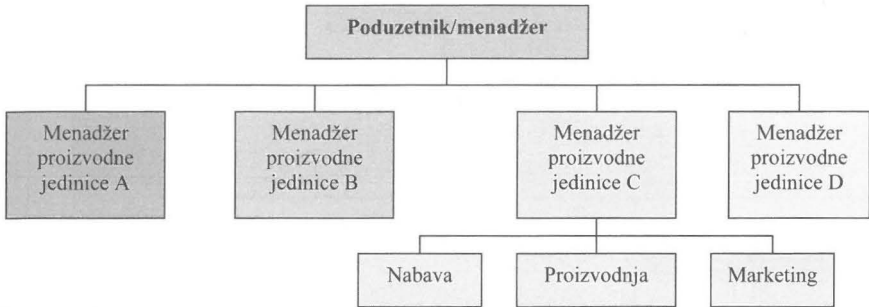 Poduzetnik/menadžer
Menadžer
proizvodne
jedinice A
Menadžer
proizvodne
jedinice B
Menadžer
proizvodne
jedinice C
Menadžer
proizvodne
jedinice D
Nabava
Proizvodnja
Marketing